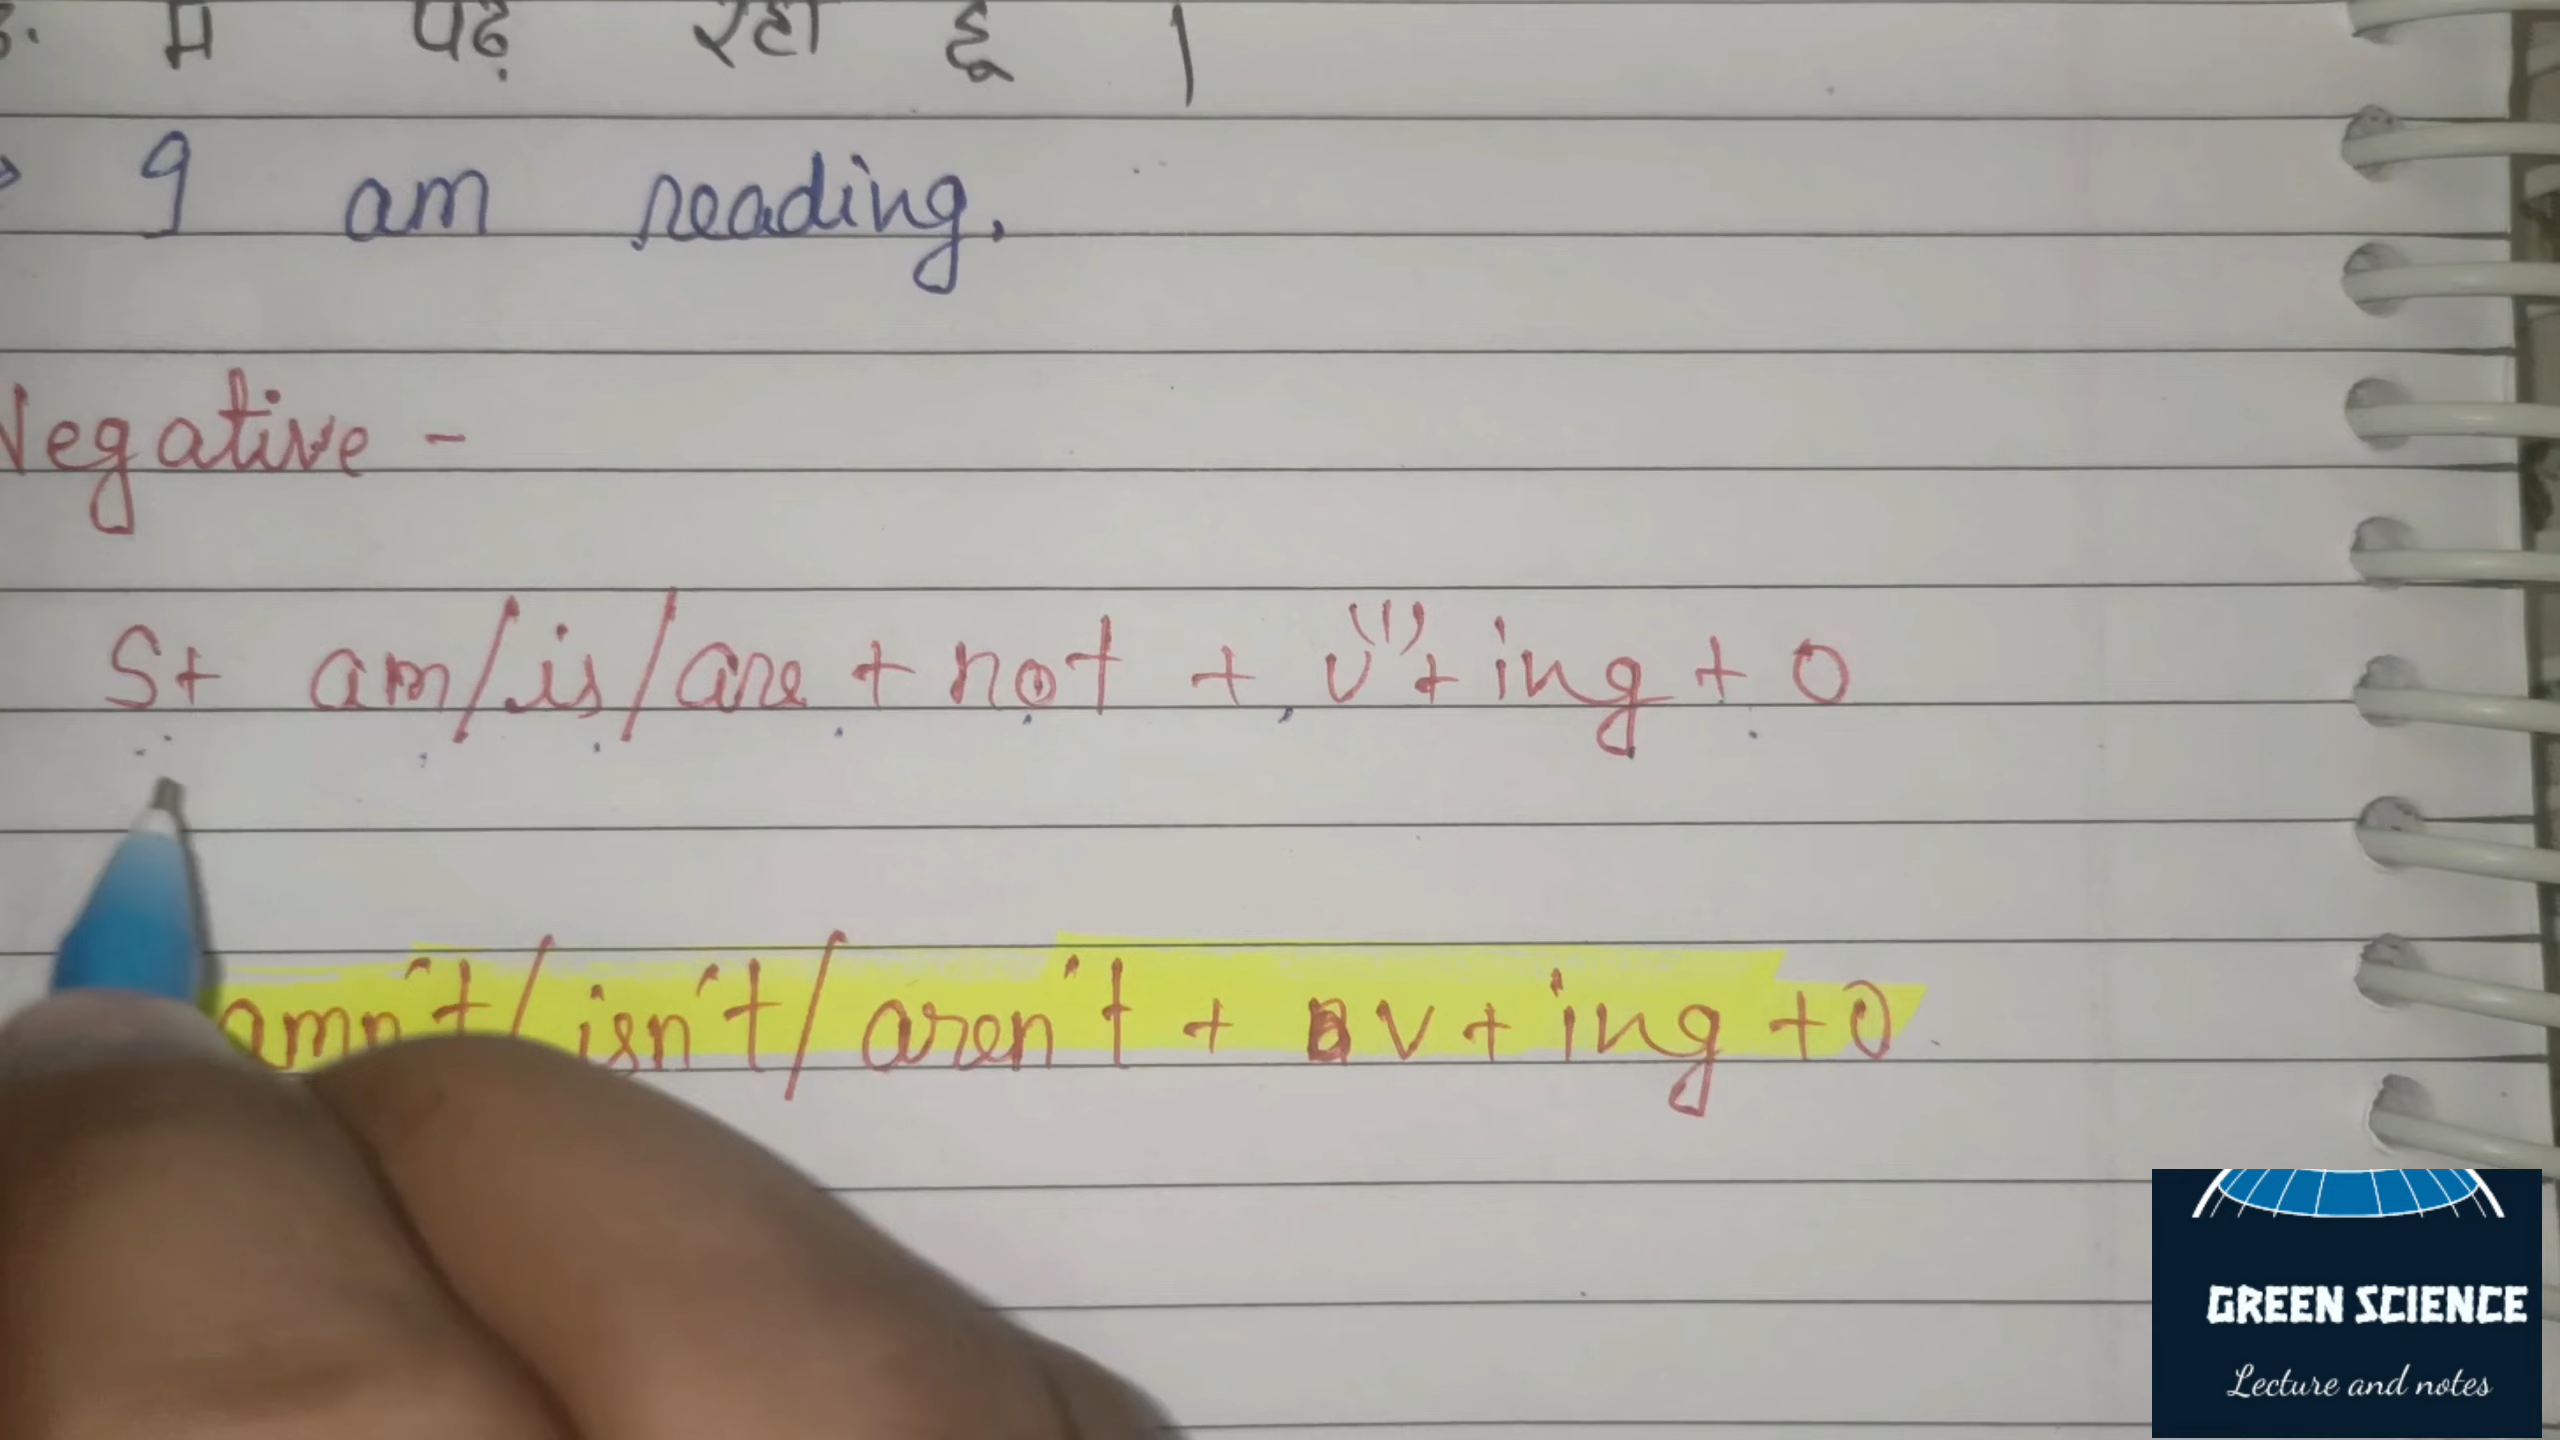 मैं पढ़ रहा हूँ ।
I am reading.
Negative -
S+ am/is/are + not + v(1)+ ing + O
amn't/isn't/aren't + v + ing + O
GREEN SCIENCE
Lecture and notes